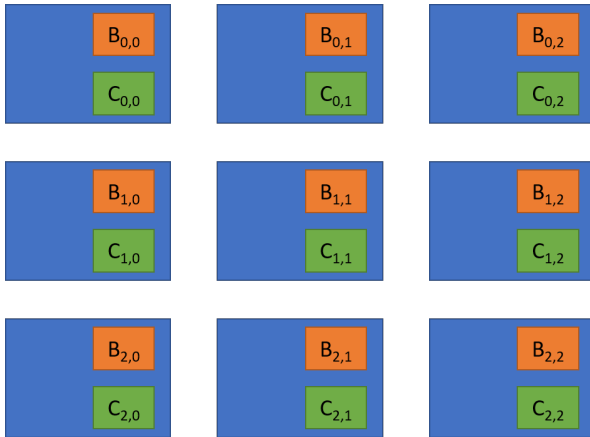 B0,0 B0,1 B0,2
C0,0 C0,1 C0,2
B1,0 B1,1 B1,2
C1,0 C1,1 C1,2
B2,0 B2,1 B2,2
C2,0 C2,1 C2,2